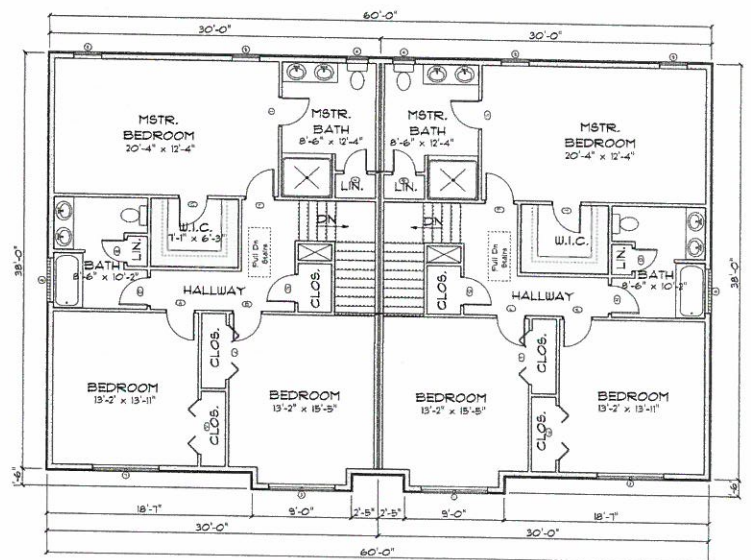 60'-0"
30'-0"
30'-0"
MSTR.
BEDROOM
20'-4" x 12'-4"
MSTR.
BATH
8'-6" x 12'-4"
LIN.
MSTR.
BATH
8'-6" x 12'-4"
LIN.
MSTR.
BEDROOM
20'-4" x 12'-4"
38'-0"
W.I.C.
7'-1" x 6'-3"
LIN.
BATH
8'-6" x 10'-2"
Pull Dn
Stairs
DN
HALLWAY
CLOS.
DN
Pull Dn
Stairs
W.I.C.
LIN.
BATH
8'-6" x 10'-2"
HALLWAY
CLOS.
38'-0"
BEDROOM
13'-2" x 13'-11"
CLOS.
CLOS.
BEDROOM
13'-2" x 15'-5"
BEDROOM
13'-2" x 15'-5"
CLOS.
CLOS.
BEDROOM
13'-2" x 13'-11"
1'-6"
1'-6"
18'-7"
9'-0"
2'-5"
2'-5"
9'-0"
18'-7"
30'-0"
30'-0"
60'-0"